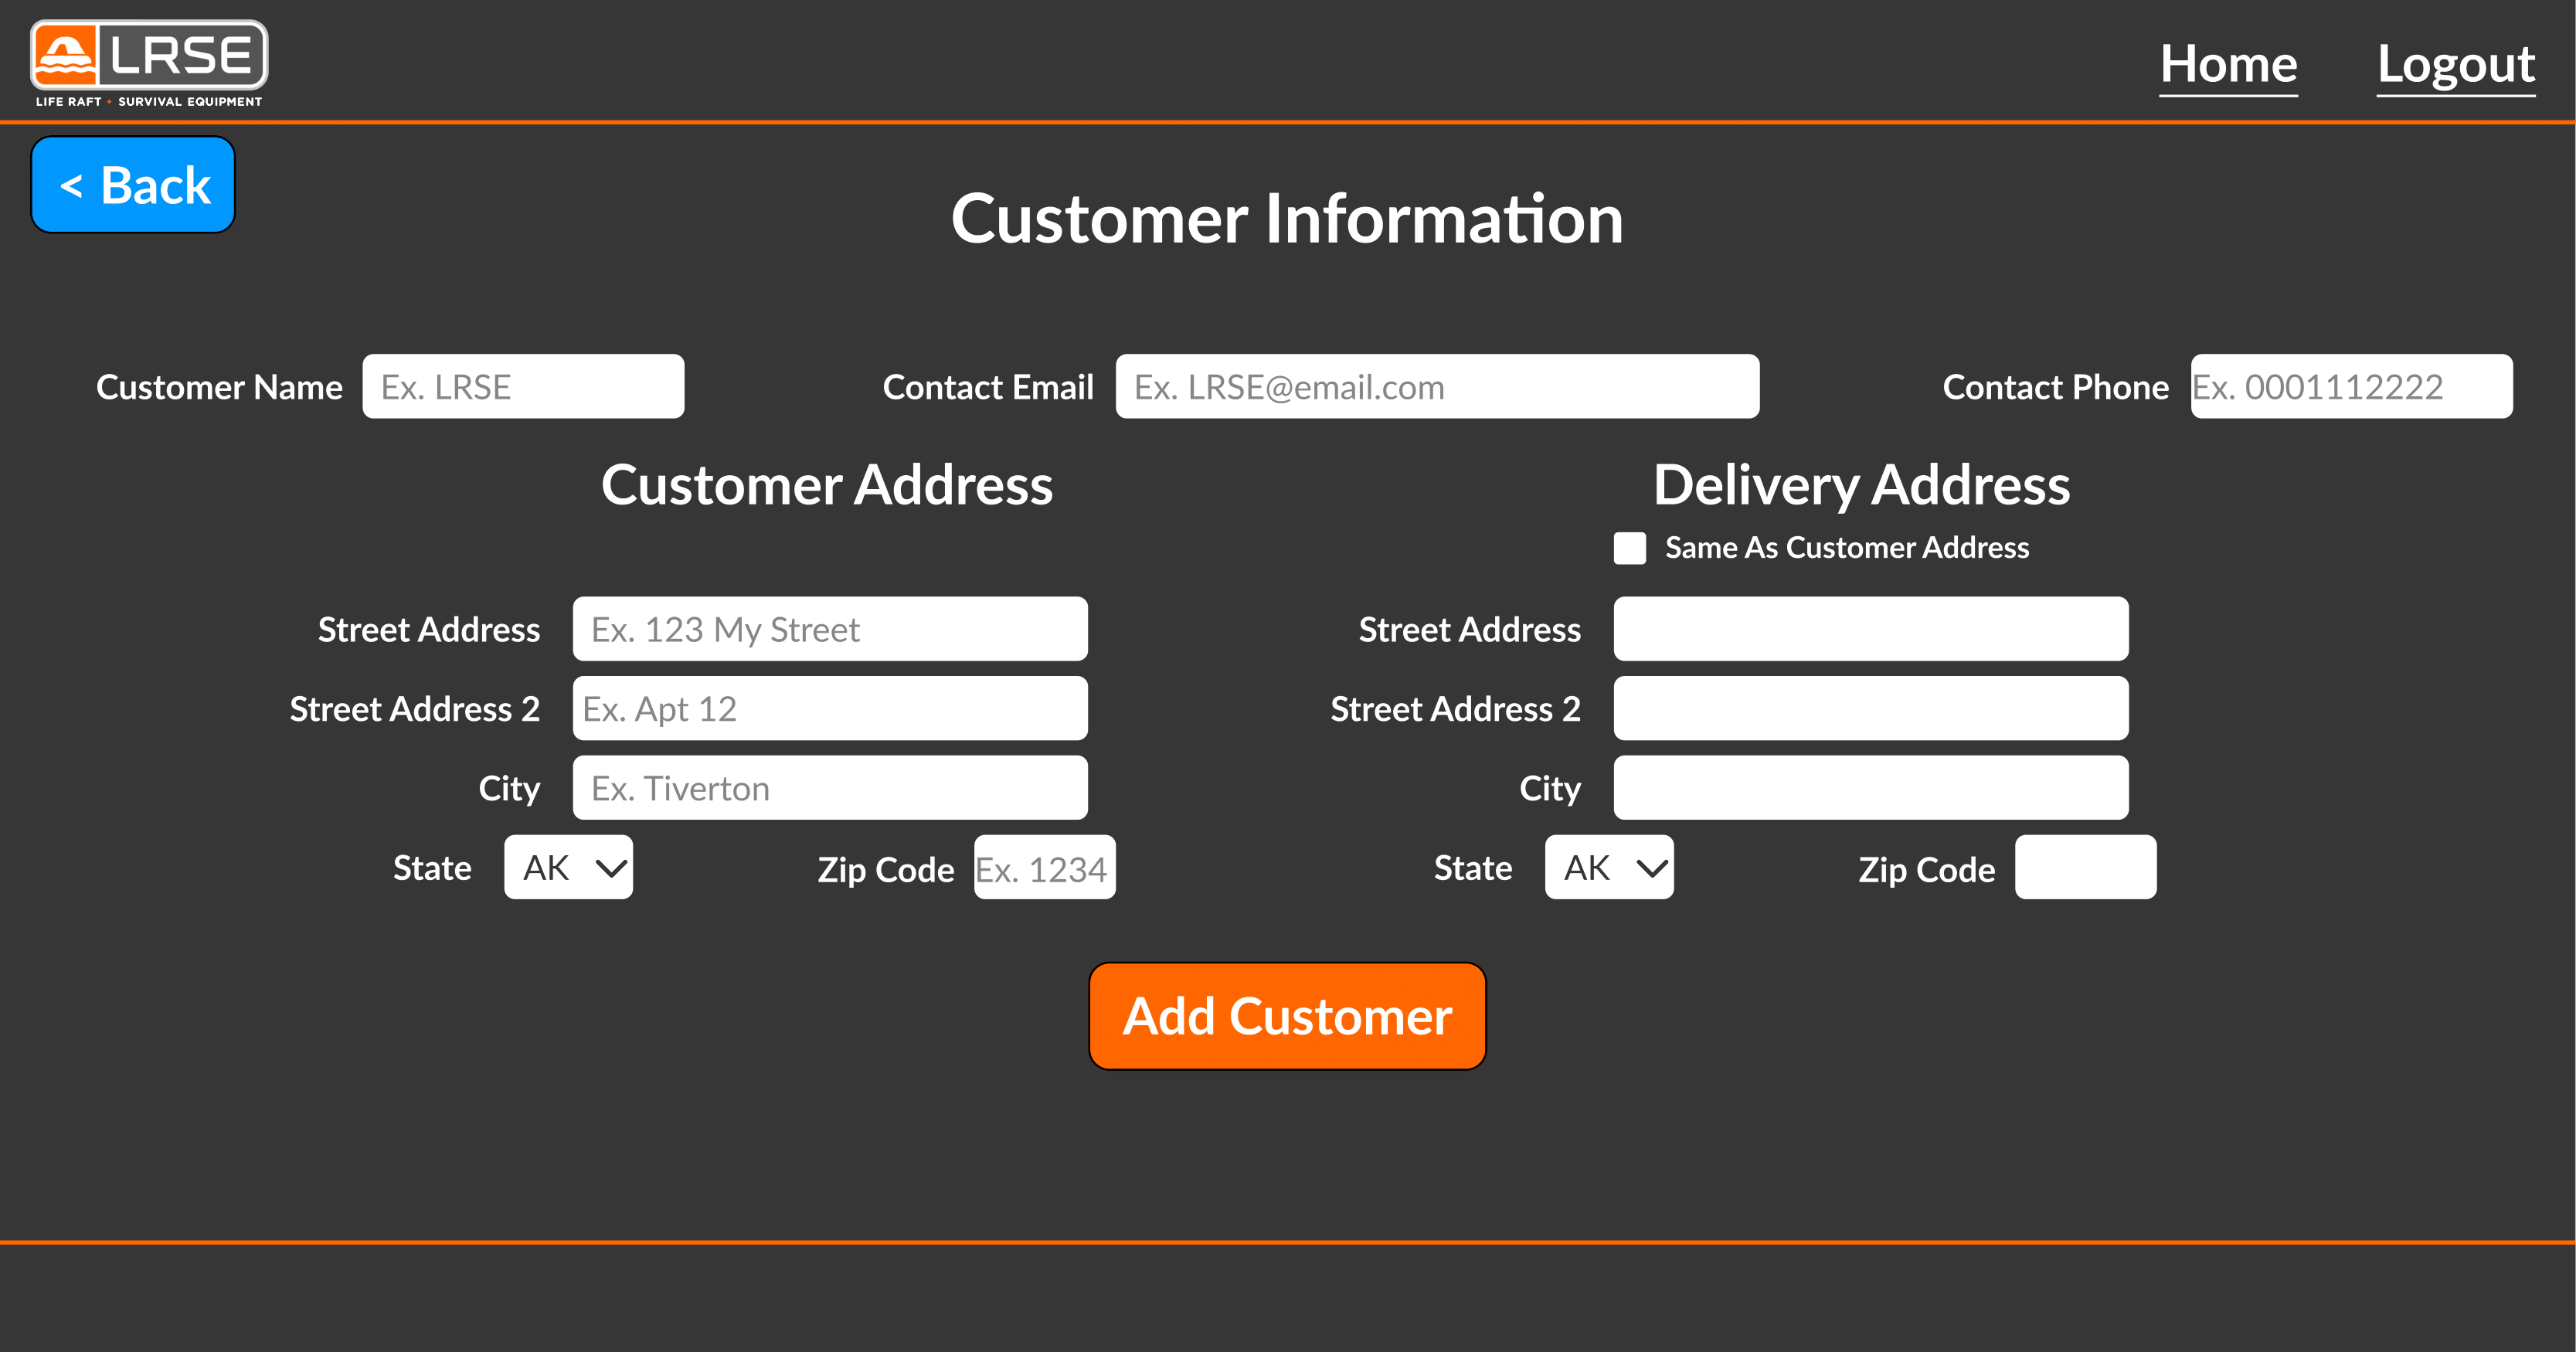 LRSE
LIFE RAFT + SURVIVAL EQUIPMENT
Home Logout
< Back
Customer Information
Customer Name Ex. LRSE Contact Email Ex. LRSE@email.com Contact Phone Ex. 0001112222
Customer Address Delivery Address
Same As Customer Address
Street Address Ex. 123 My Street Street Address
Street Address 2 Ex. Apt 12 Street Address 2
City Ex. Tiverton City
State AK Zip Code Ex. 1234 State AK Zip Code
Add Customer